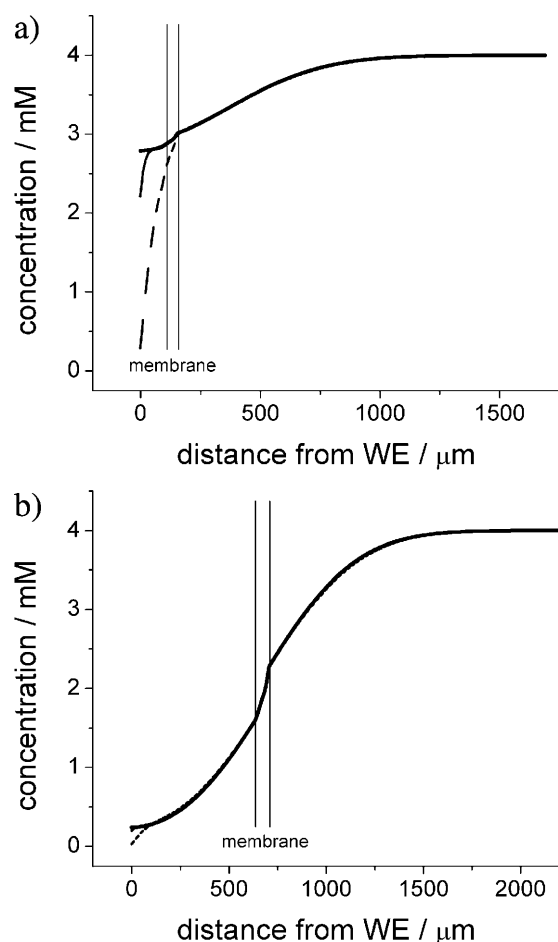 a)
concentration / mM
4
3
2
1
0
membrane
0 500 1000 1500
distance from WE / μm
b)
concentration / mM
4
3
2
1
0
membrane
0 500 1000 1500 2000
distance from WE / μm